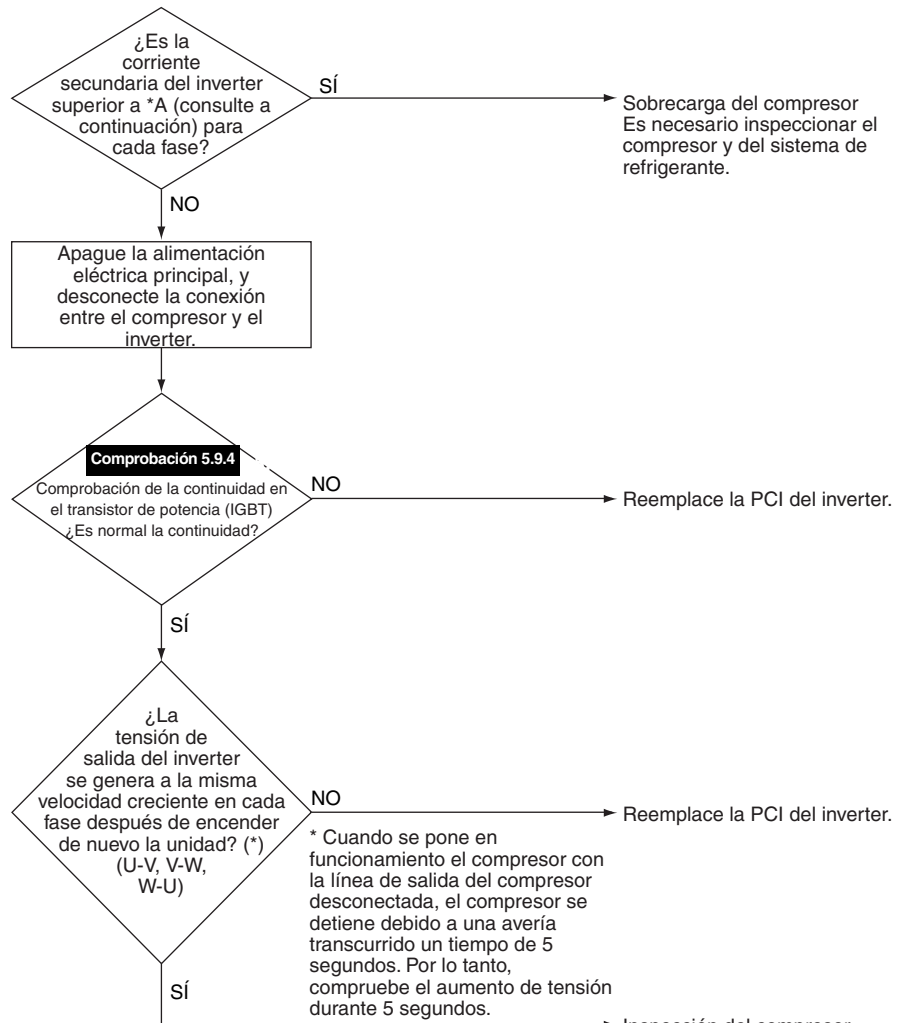 ¿Es la
corriente
secundaria del inverter
superior a *A (consulte a
continuación) para
cada fase?
SÍ
Sobrecarga del compresor
Es necesario inspeccionar el
compresor y del sistema de
refrigerante.
NO
Apague la alimentación
eléctrica principal, y
desconecte la conexión
entre el compresor y el
inverter.
Comprobación 5.9.4
Comprobación de la continuidad en
el transistor de potencia (IGBT)
¿Es normal la continuidad?
NO
Reemplace la PCI del inverter.
SÍ
¿La
tensión de
salida del inverter
se genera a la misma
velocidad creciente en cada
fase después de encender
de nuevo la unidad? (*)
(U-V, V-W,
W-U)
NO
Reemplace la PCI del inverter.
* Cuando se pone en
funcionamiento el compresor con
la línea de salida del compresor
desconectada, el compresor se
detiene debido a una avería
transcurrido un tiempo de 5
segundos. Por lo tanto,
compruebe el aumento de tensión
durante 5 segundos.
SÍ
Inspección del compresor